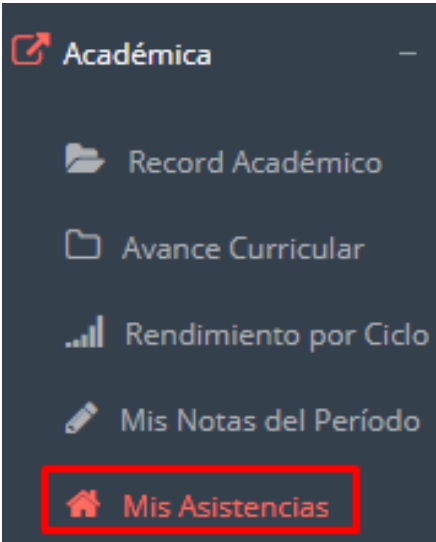 Académica
Record Académico
Avance Curricular
Rendimiento por Ciclo
Mis Notas del Período
Mis Asistencias